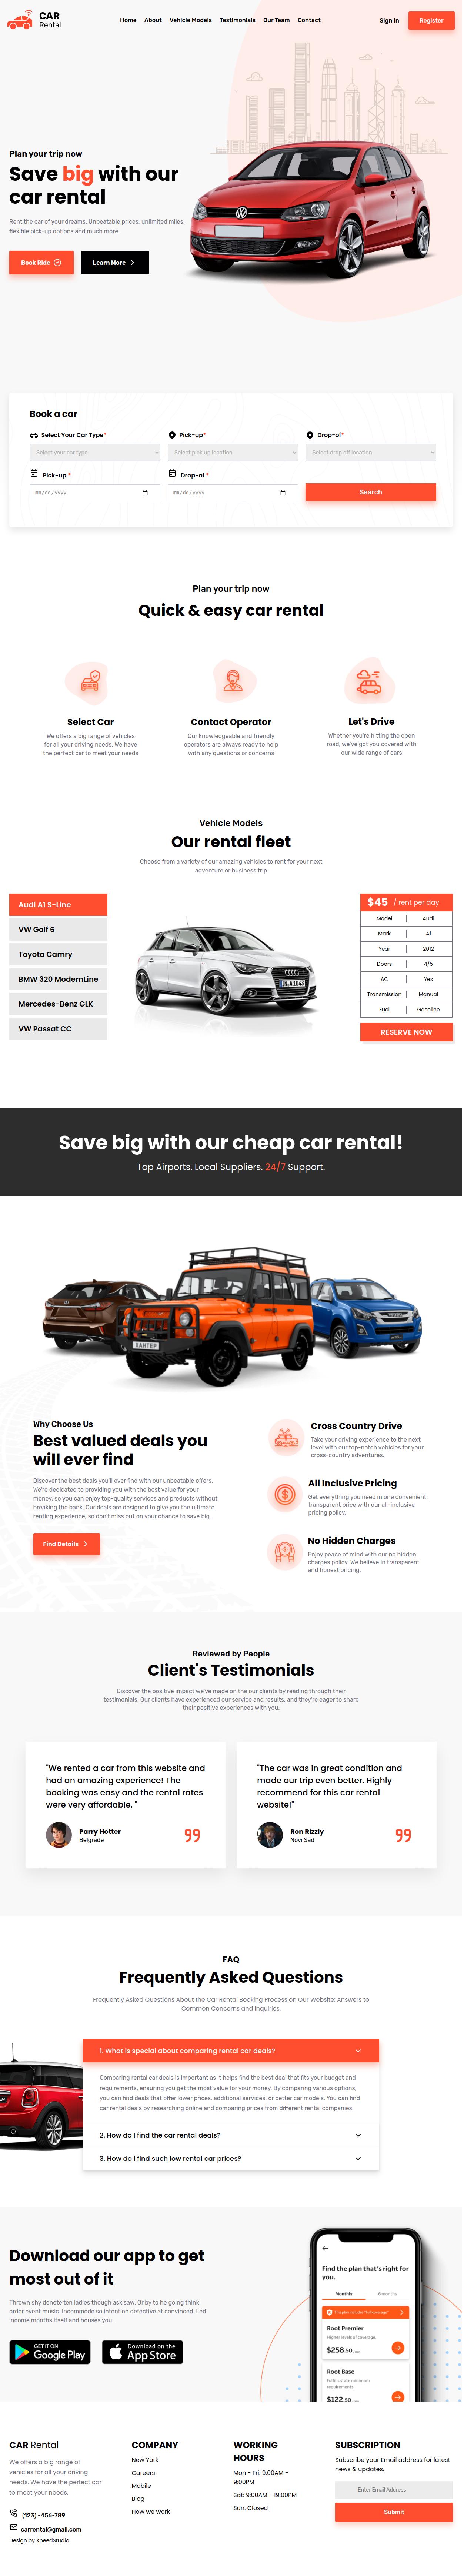 CAR
Rental
Home About Vehicle Models Testimonials Our Team Contact
Sign In
Register
Plan your trip now
Save big with our
car rental
Rent the car of your dreams. Unbeatable prices, unlimited miles,
flexible pick-up options and much more.
Book Ride
Learn More
Book a car
Select Your Car Type*
Pick-up*
Drop-of*
Select your car type
Select pick up location
Select drop off location
Pick-up *
Drop-of *
mm/dd/yyyy
mm/dd/yyyy
Search
Plan your trip now
Quick & easy car rental
Select Car
We offers a big range of vehicles
for all your driving needs. We have
the perfect car to meet your needs
Contact Operator
Our knowledgeable and friendly
operators are always ready to help
with any questions or concerns
Let's Drive
Whether you're hitting the open
road, we've got you covered with
our wide range of cars
Vehicle Models
Our rental fleet
Choose from a variety of our amazing vehicles to rent for your next
adventure or business trip
Audi A1 S-Line
VW Golf 6
Toyota Camry
BMW 320 ModernLine
Mercedes-Benz GLK
VW Passat CC
$45 / rent per day
Model Audi
Mark A1
Year 2012
Doors 4/5
AC Yes
Transmission Manual
Fuel Gasoline
RESERVE NOW
Save big with our cheap car rental!
Top Airports. Local Suppliers. 24/7 Support.
ХАНТЕР
Why Choose Us
Best valued deals you
will ever find
Discover the best deals you'll ever find with our unbeatable offers.
We're dedicated to providing you with the best value for your
money, so you can enjoy top-quality services and products without
breaking the bank. Our deals are designed to give you the ultimate
renting experience, so don't miss out on your chance to save big.
Find Details
Cross Country Drive
Take your driving experience to the next
level with our top-notch vehicles for your
cross-country adventures.
All Inclusive Pricing
Get everything you need in one convenient,
transparent price with our all-inclusive
pricing policy.
No Hidden Charges
Enjoy peace of mind with our no hidden
charges policy. We believe in transparent
and honest pricing.
Reviewed by People
Client's Testimonials
Discover the positive impact we've made on the our clients by reading through their
testimonials. Our clients have experienced our service and results, and they're eager to share
their positive experiences with you.
"We rented a car from this website and
had an amazing experience! The
booking was easy and the rental rates
were very affordable. "
Parry Hotter
Belgrade
"The car was in great condition and
made our trip even better. Highly
recommend for this car rental
website!"
Ron Rizzly
Novi Sad
FAQ
Frequently Asked Questions
Frequently Asked Questions About the Car Rental Booking Process on Our Website: Answers to
Common Concerns and Inquiries.
1. What is special about comparing rental car deals?
Comparing rental car deals is important as it helps find the best deal that fits your budget and
requirements, ensuring you get the most value for your money. By comparing various options,
you can find deals that offer lower prices, additional services, or better car models. You can find
car rental deals by researching online and comparing prices from different rental companies.
2. How do I find the car rental deals?
3. How do I find such low rental car prices?
Download our app to get
most out of it
Thrown shy denote ten ladies though ask saw. Or by to he going think
order event music. Incommode so intention defective at convinced. Led
income months itself and houses you.
GET IT ON
Google Play
Download on the
App Store
Find the plan that's right for
you.
Monthly
6 months
Root Premier
Higher levels of coverage
$258.50
Root Base
Fulfills state minimum
requirements
$122.50
CAR Rental
We offers a big range of
vehicles for all your driving
needs. We have the perfect car
to meet your needs.
(123) -456-789
carrental@gmail.com
Design by XpeedStudio
COMPANY
New York
Careers
Mobile
Blog
How we work
WORKING
HOURS
Mon - Fri: 9:00AM -
9:00PM
Sat: 9:00AM - 19:00PM
Sun: Closed
SUBSCRIPTION
Subscribe your Email address for latest
news & updates.
Enter Email Address
Submit